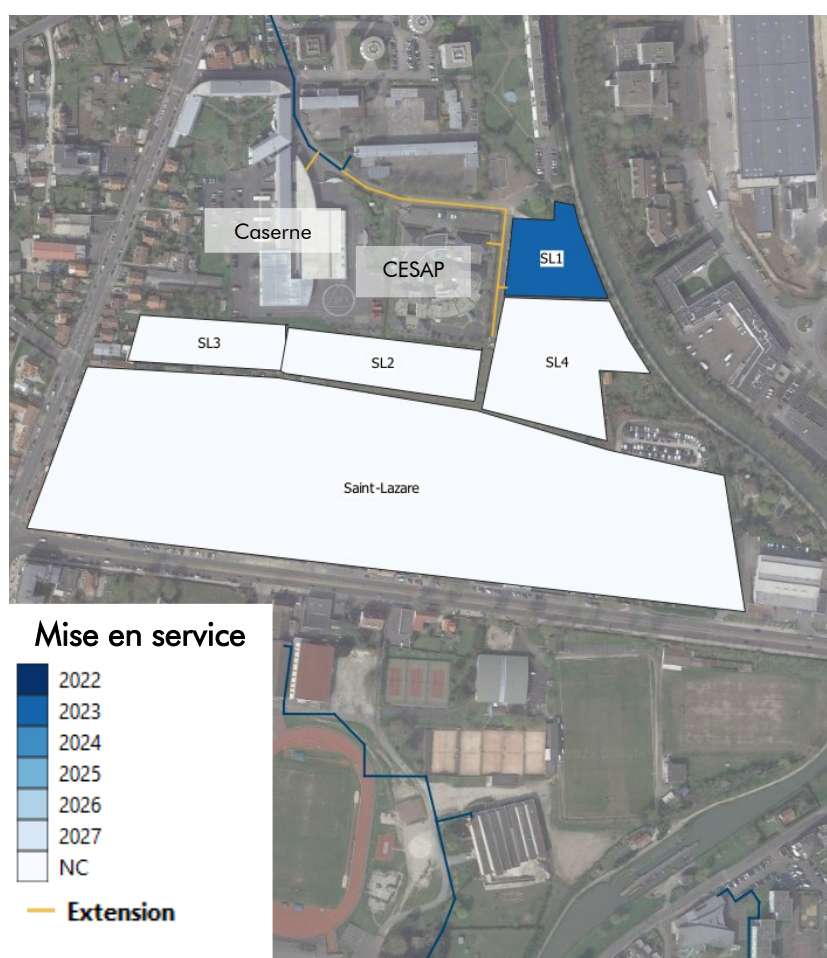 Caserne
CESAP
SL1
SL3
SL2
SL4
Saint-Lazare
Mise en service
2022
2023
2024
2025
2026
2027
NC
Extension